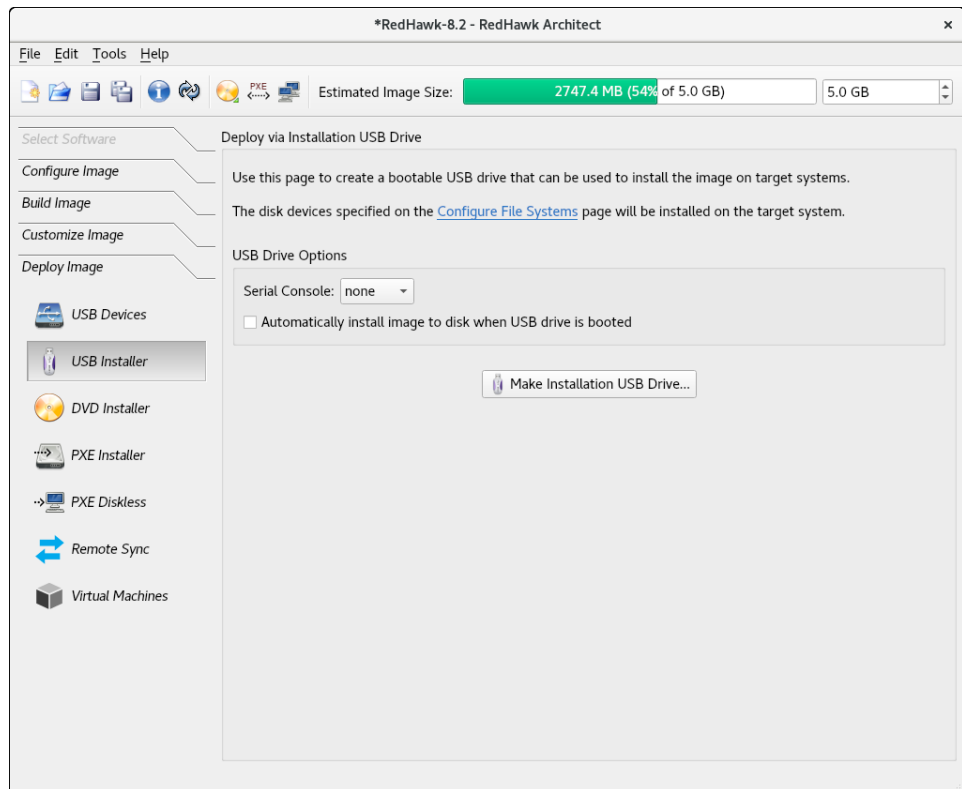 *RedHawk-8.2 - RedHawk Architect ×
File Edit Tools Help
PXE Estimated Image Size: 2747.4 MB (54% of 5.0 GB) 5.0 GB
Select Software
Configure Image
Build Image
Customize Image
Deploy Image
USB Devices
USB Installer
DVD Installer
PXE Installer
PXE Diskless
Remote Sync
Virtual Machines
Deploy via Installation USB Drive
Use this page to create a bootable USB drive that can be used to install the image on target systems.
The disk devices specified on the Configure File Systems page will be installed on the target system.
USB Drive Options
Serial Console: none
Automatically install image to disk when USB drive is booted
Make Installation USB Drive...